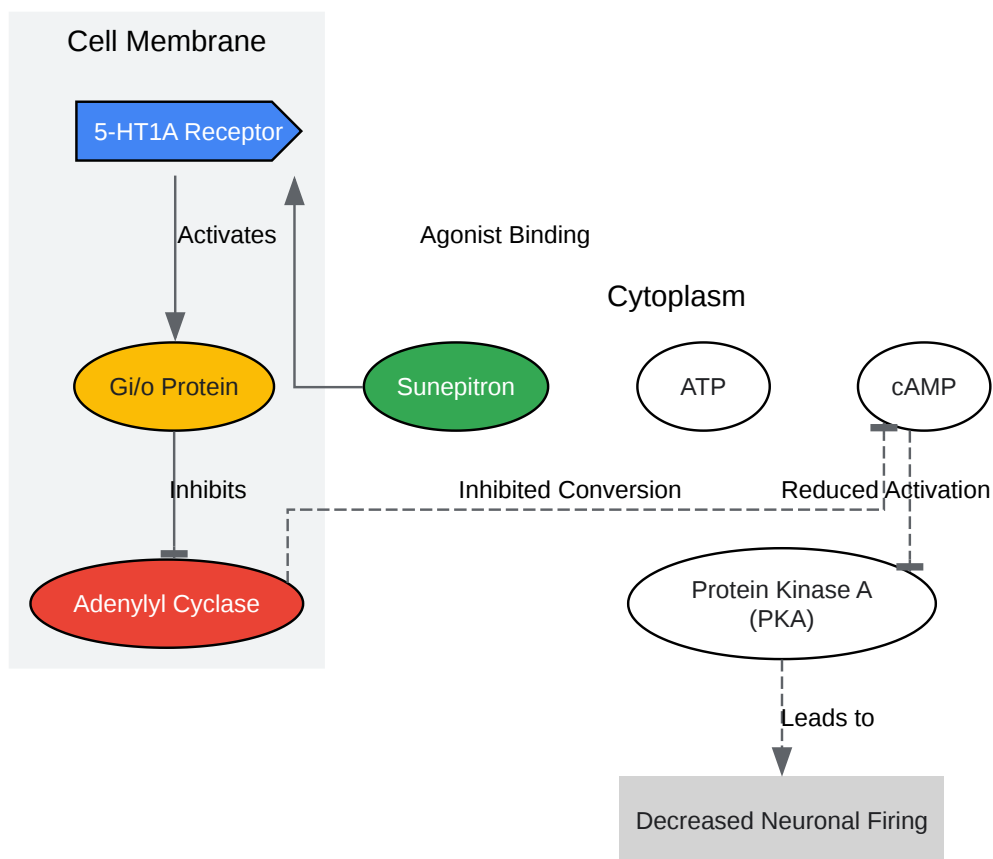 Cell Membrane
5-HT1A Receptor
Activates
Agonist Binding
Cytoplasm
Gi/o Protein
Sunepitron
ATP
cAMP
Inhibits
Inhibited Conversion
Reduced Activation
Adenylyl Cyclase
Protein Kinase A
(PKA)
Leads to
Decreased Neuronal Firing